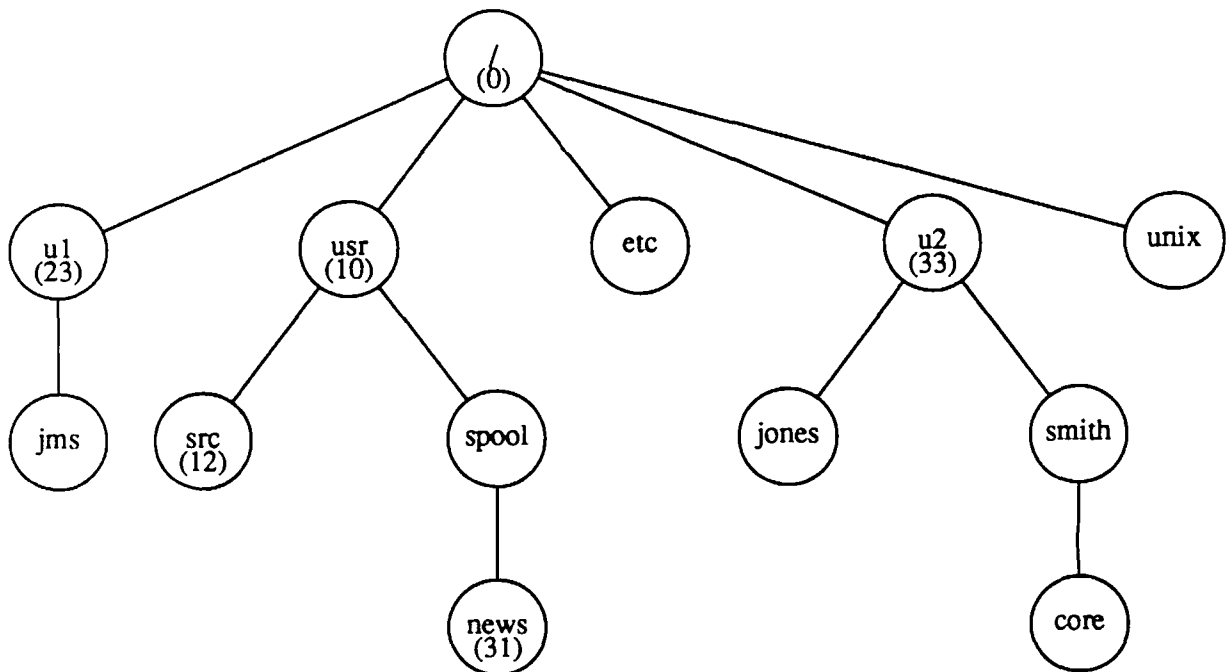 /
(0)
u1
(23)
usr
(10)
etc
u2
(33)
unix
jms
src
(12)
spool
jones
smith
news
(31)
core